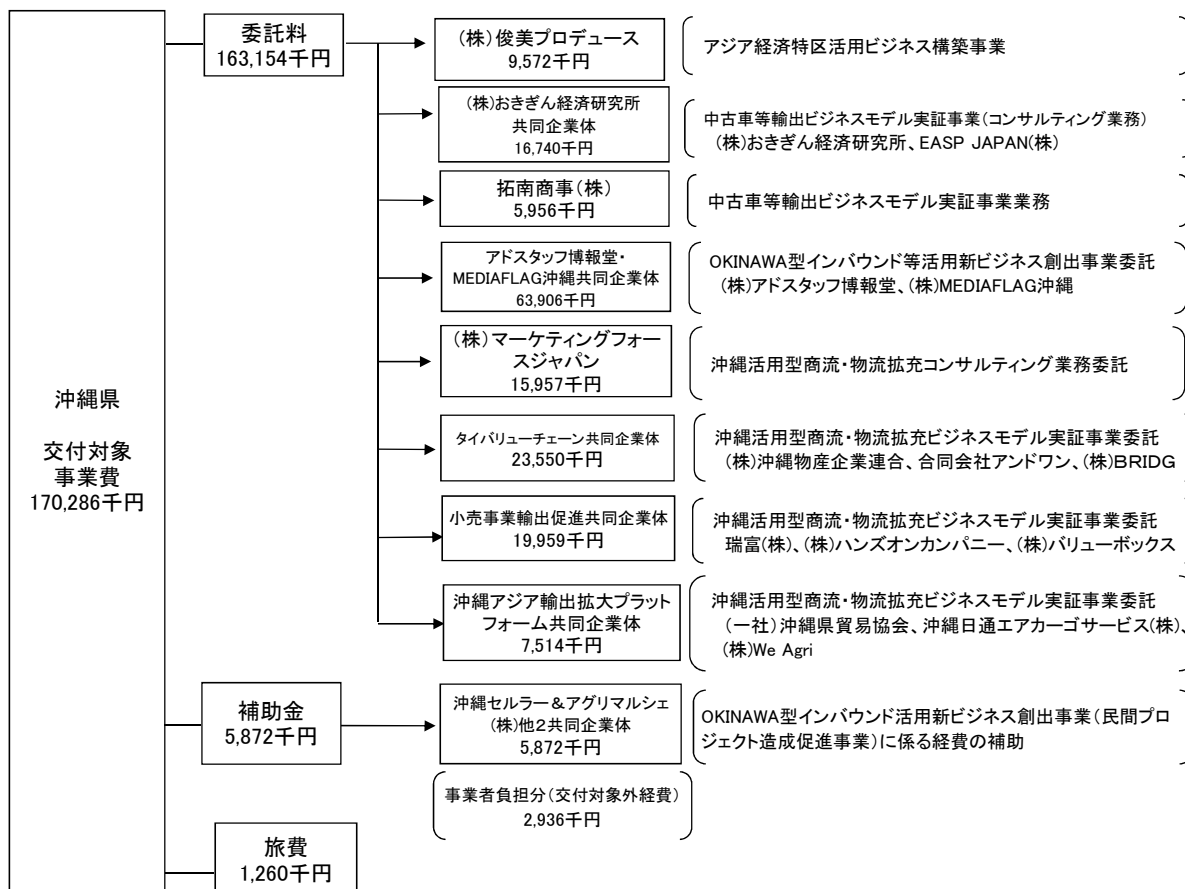 沖縄県
交付対象
事業費
170,286千円
委託料
163,154千円
(株)俊美プロデュース
9,572千円
アジア経済特区活用ビジネス構築事業
(株)おきぎん経済研究所
共同企業体
16,740千円
中古車等輸出ビジネスモデル実証事業(コンサルティング業務)
(株)おきぎん経済研究所、EASP JAPAN(株)
拓南商事(株)
5,956千円
中古車等輸出ビジネスモデル実証事業業務
アドスタッフ博報堂・
MEDIAFLAG沖縄共同企業体
63,906千円
OKINAWA型インバウンド等活用新ビジネス創出事業委託
(株)アドスタッフ博報堂、(株)MEDIAFLAG沖縄
(株)マーケティングフォー
スジャパン
15,957千円
沖縄活用型商流・物流拡充コンサルティング業務委託
タイバリューチェーン共同企業体
23,550千円
沖縄活用型商流・物流拡充ビジネスモデル実証事業委託
(株)沖縄物産企業連合、合同会社アンドワン、(株)BRIDG
小売事業輸出促進共同企業体
19,959千円
沖縄活用型商流・物流拡充ビジネスモデル実証事業委託
瑞富(株)、(株)ハンズオンカンパニー、(株)バリューボックス
沖縄アジア輸出拡大プラット
フォーム共同企業体
7,514千円
沖縄活用型商流・物流拡充ビジネスモデル実証事業委託
(一社)沖縄県貿易協会、沖縄日通エアカーゴサービス(株)、
(株)We Agri
補助金
5,872千円
沖縄セルラー&アグリマルシェ
(株)他2共同企業体
5,872千円
OKINAWA型インバウンド活用新ビジネス創出事業(民間プロ
ジェクト造成促進事業)に係る経費の補助
事業者負担分(交付対象外経費)
2,936千円
旅費
1,260千円